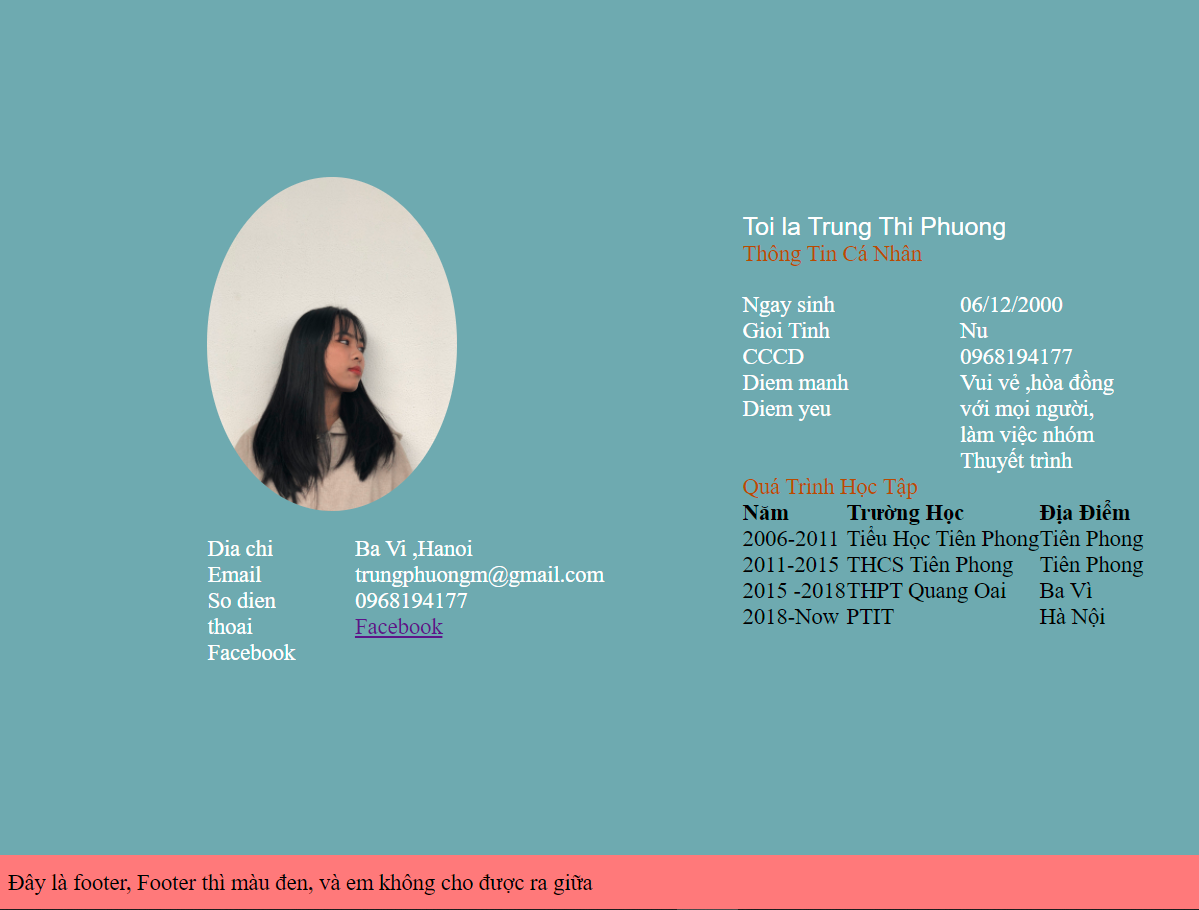 Toi la Trung Thi Phuong
Thông Tin Cá Nhân
Ngay sinh 06/12/2000
Gioi Tinh Nu
CCCD 0968194177
Diem manh Vui vẻ ,hòa đồng
Diem yeu với mọi người,
làm việc nhóm
Thuyết trình
Quá Trình Học Tập
Năm Trường Học Địa Điểm
2006-2011 Tiểu Học Tiên Phong Tiên Phong
2011-2015 THCS Tiên Phong Tiên Phong
2015 -2018 THPT Quang Oai Ba Vì
2018-Now PTIT Hà Nội
Dia chi Ba Vi ,Hanoi
Email trungphuongm@gmail.com
So dien 0968194177
thoai Facebook
Facebook
Đây là footer, Footer thì màu đen, và em không cho được ra giữa